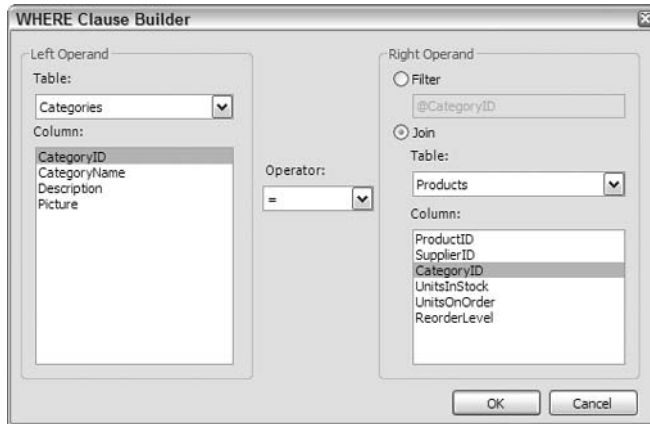 WHERE Clause Builder
Left Operand
Table:
Categories
Column:
CategoryID
CategoryName
Description
Picture
Operator:
=
Right Operand
Filter
@CategoryID
Join
Table:
Products
Column:
ProductID
SupplierID
CategoryID
UnitsInStock
UnitsOnOrder
ReorderLevel
OK
Cancel